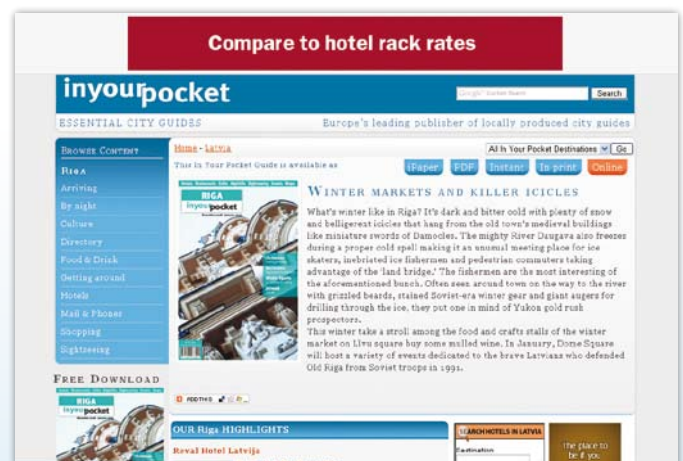 Compare to hotel rack rates
inyourpocket
Search
ESSENTIAL CITY GUIDES
Europe's leading publisher of locally produced city guides
BROWSE CONTENT
RIGA
Arriving
By night
Culture
Directory
Food & Drink
Getting around
Hotels
Mail & Phones
Shopping
Sightseeing
FREE DOWNLOAD
RIGA
inyourpocket
Home - Latvia
All In Your Pocket Destinations
Go
This In Your Pocket Guide is available as
iPaper
PDF
Instant
In print
Online
RIGA
inyourpocket
WINTER MARKETS AND KILLER ICICLES
What's winter like in Riga? It's dark and bitter cold with plenty of snow
and belligerent icicles that hang from the old town's medieval buildings
like miniature swords of Damocles. The mighty River Daugava also freezes
during a proper cold spell making it an unusual meeting place for ice
skaters, inebriated ice fishermen and pedestrian commuters taking
advantage of the 'land bridge.' The fishermen are the most interesting of
the aforementioned bunch. Often seen around town on the way to the river
with grizzled beards, stained Soviet-era winter gear and giant augers for
drilling through the ice, they put one in mind of Yukon gold rush
prospectors.
This winter take a stroll among the food and crafts stalls of the winter
market on Līvu square buy some mulled wine. In January, Dome Square
will host a variety of events dedicated to the brave Latvians who defended
Old Riga from Soviet troops in 1991.
ADD THIS
OUR Riga HIGHLIGHTS
Reval Hotel Latvija
SEARCH HOTELS IN LATVIA
Destination
The place to
be if you